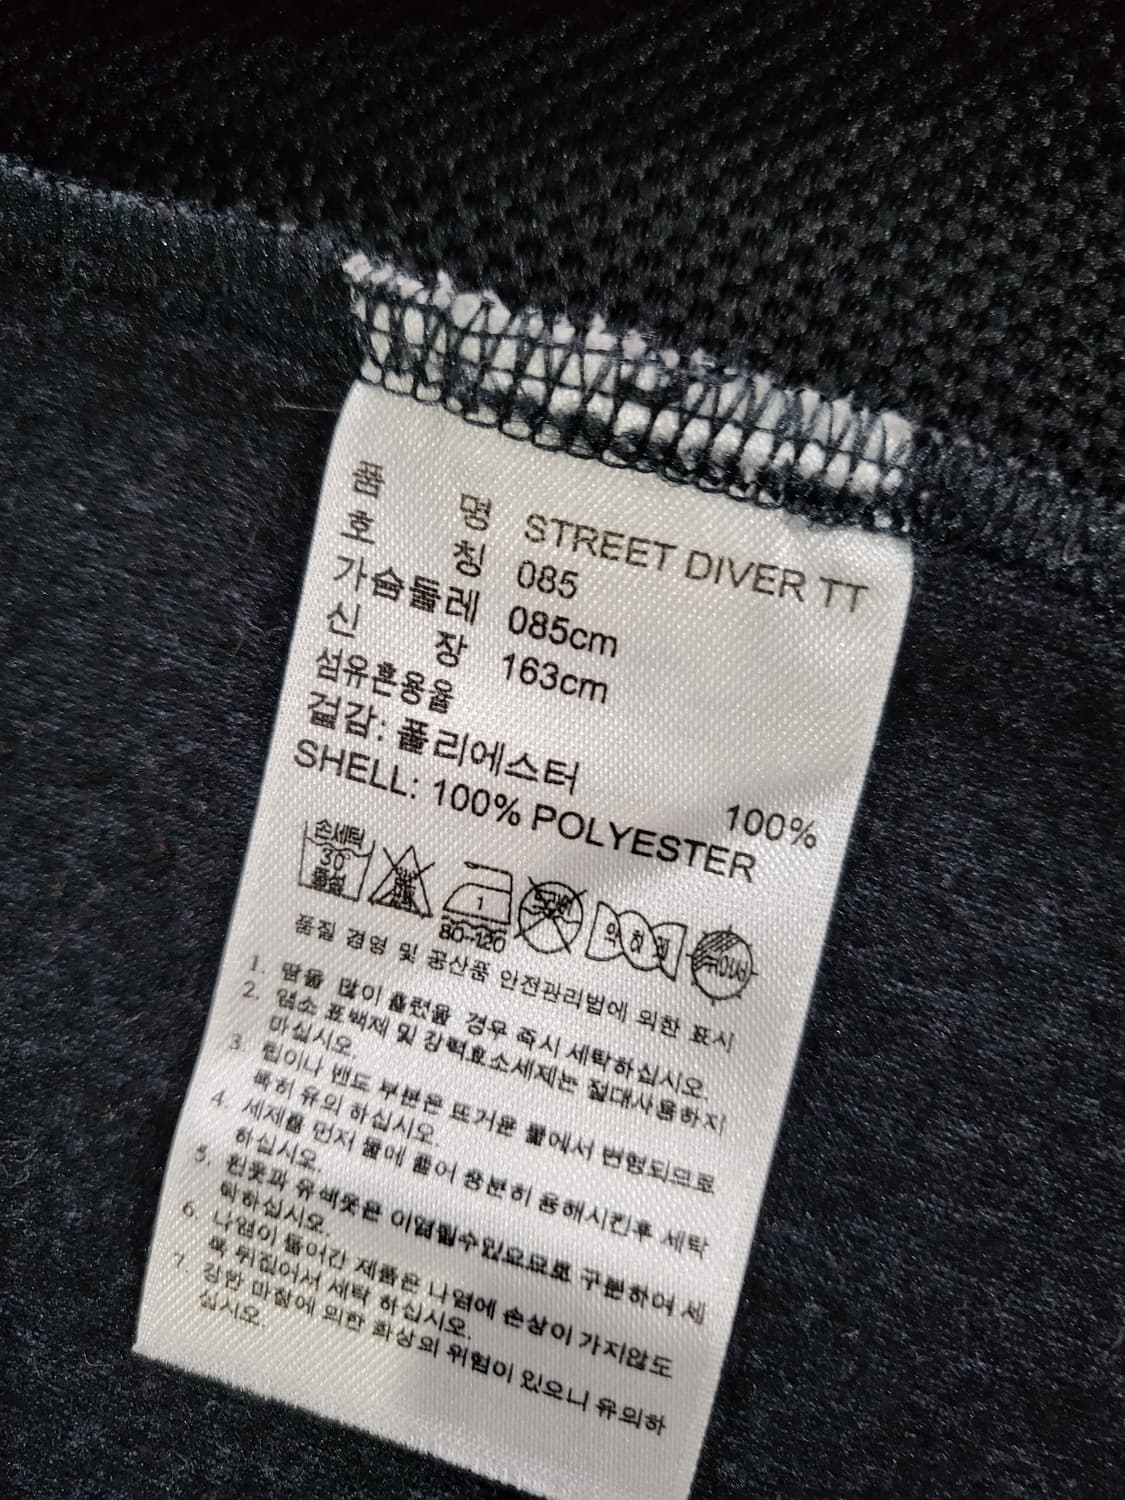 품 명 STREET DIVER TT
호 칭 085
가슴둘레 085cm
신 장 163cm
섬유혼용율
겉감: 폴리에스터 100%
SHELL: 100% POLYESTER
손세탁
30
중성
1
80~120
드라이
약하게
옷걸이
품질 경영 및 공산품 안전관리법에 의한 표시
1. 땀을 많이 흘렸을 경우 즉시 세탁하십시오.
2. 염소 표백제 및 강력효소세제는 절대사용하지
마십시오.
3. 립이나 밴드 부분은 뜨거운 물에서 변형되므로
특히 유의 하십시오.
4. 세제를 먼저 물에 풀어 충분히 용해시킨후 세탁
하십시오.
5. 흰옷과 유색옷은 이염될수있으므로 구분하여 세
탁하십시오.
6. 나염이 들어간 제품은 나염에 손상이 가지않도
록 뒤집어서 세탁 하십시오.
7. 강한 마찰에 의한 화상의 위험이 있으니 유의하
십시오.